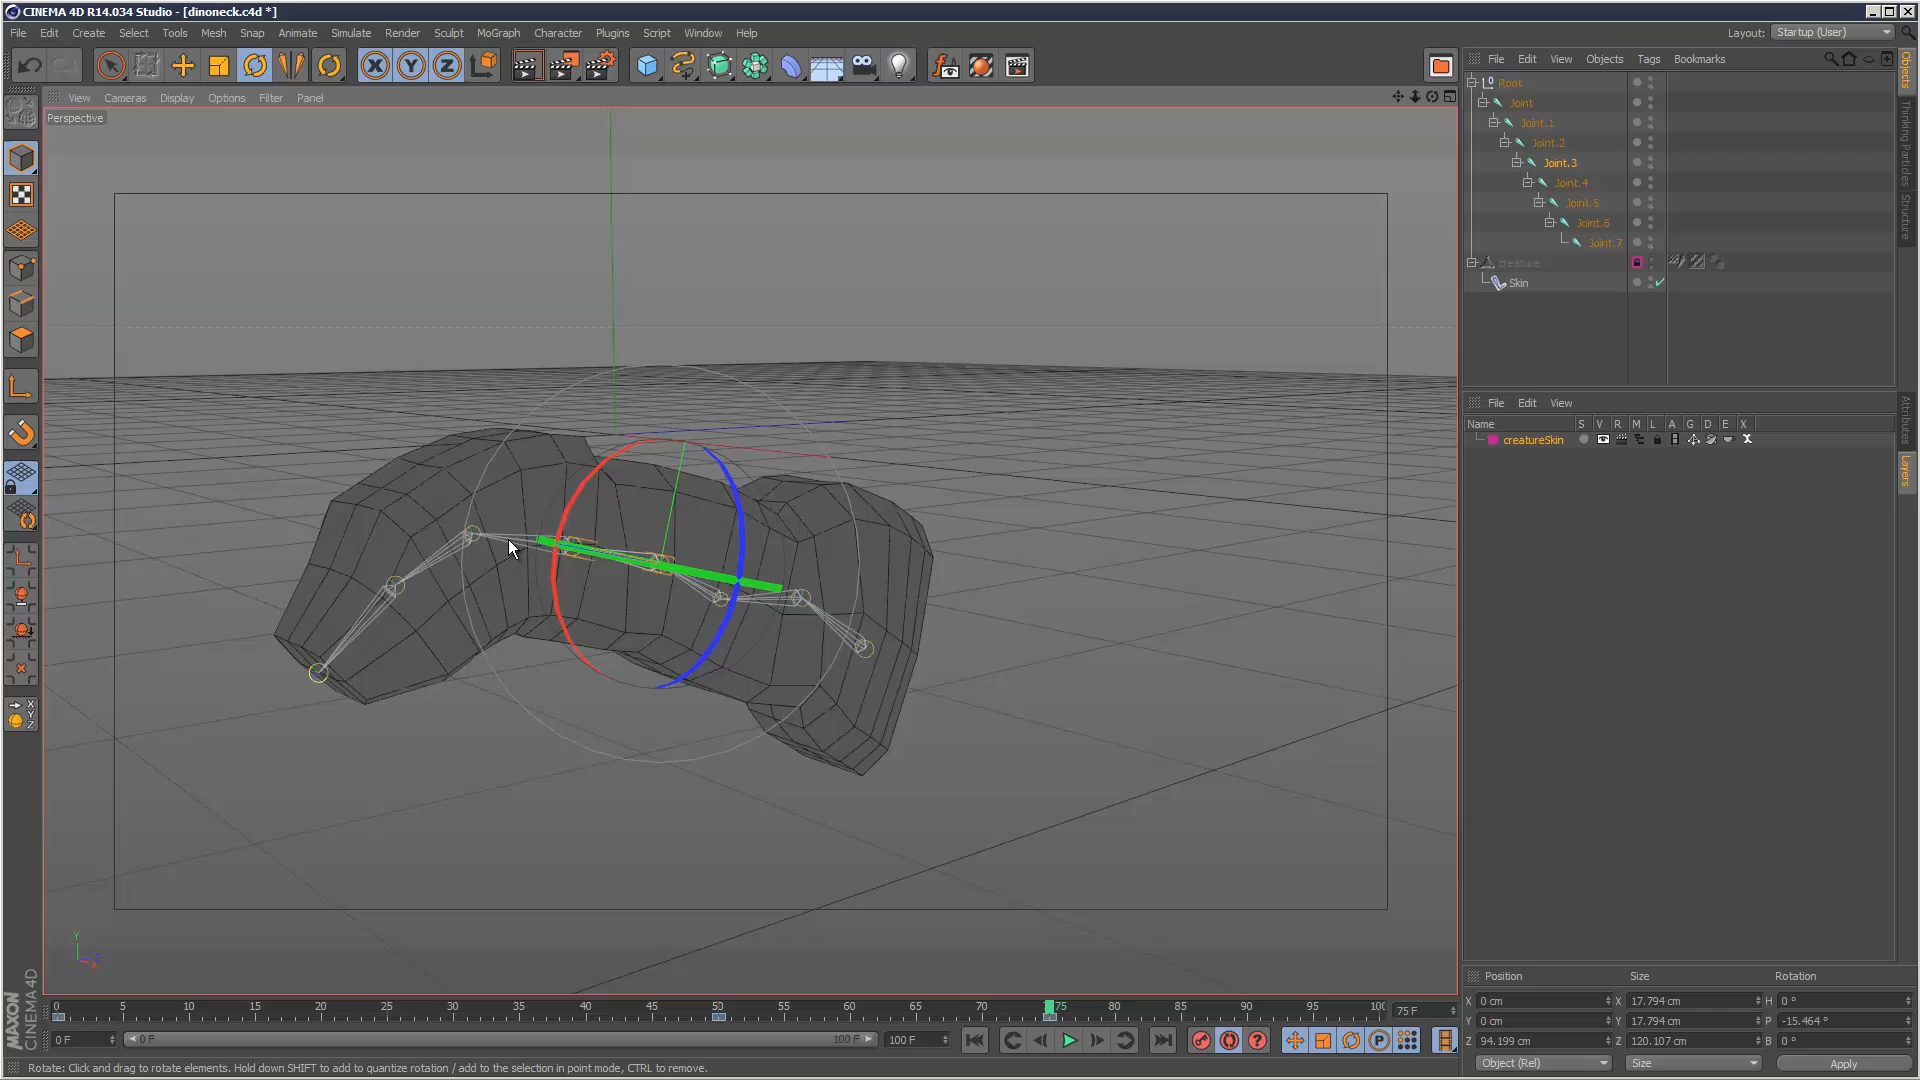 CINEMA 4D R14.034 Studio - [dinoneck.c4d *]
File Edit Create Select Tools Mesh Snap Animate Simulate Render Sculpt MoGraph Character Plugins Script Window Help
Layout: Startup (User)
File Edit View Objects Tags Bookmarks
View Cameras Display Options Filter Panel
Perspective
Root
Joint
Joint.1
Joint.2
Joint.3
Joint.4
Joint.5
Joint.6
Joint.7
creature
Skin
Objects
Thinking Particles
Structure
File Edit View
Name S V R M L A G D E X
creatureSkin
Attributes
Layers
X
Y
Z
Y
Z
X
MAXON
CINEMA 4D
0 5 10 15 20 25 30 35 40 45 50 55 60 65 70 75 80 85 90 95 100
75 F
0 F
0 F
100 F
100 F
Position Size Rotation
X 0 cm X 17.794 cm H 0 °
Y 0 cm Y 17.794 cm P -15.464 °
Z 94.199 cm Z 120.107 cm B 0 °
Object (Rel) Size Apply
Rotate: Click and drag to rotate elements. Hold down SHIFT to add to quantize rotation / add to the selection in point mode, CTRL to remove.